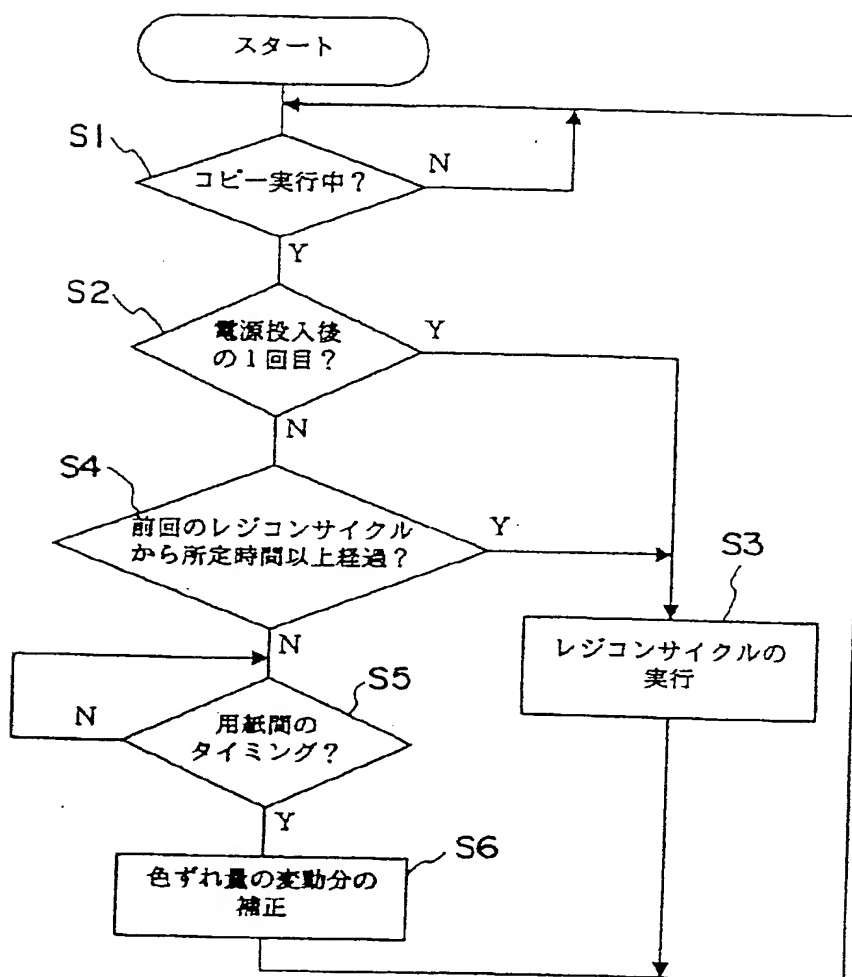 スタート
S1
コピー実行中?
N
Y
S2
電源投入後
の1回目?
Y
N
S4
前回のレジコンサイクル
から所定時間以上経過?
Y
S3
レジコンサイクルの
実行
N
S5
用紙間の
タイミング?
N
Y
S6
色ずれ量の変動分の
補正